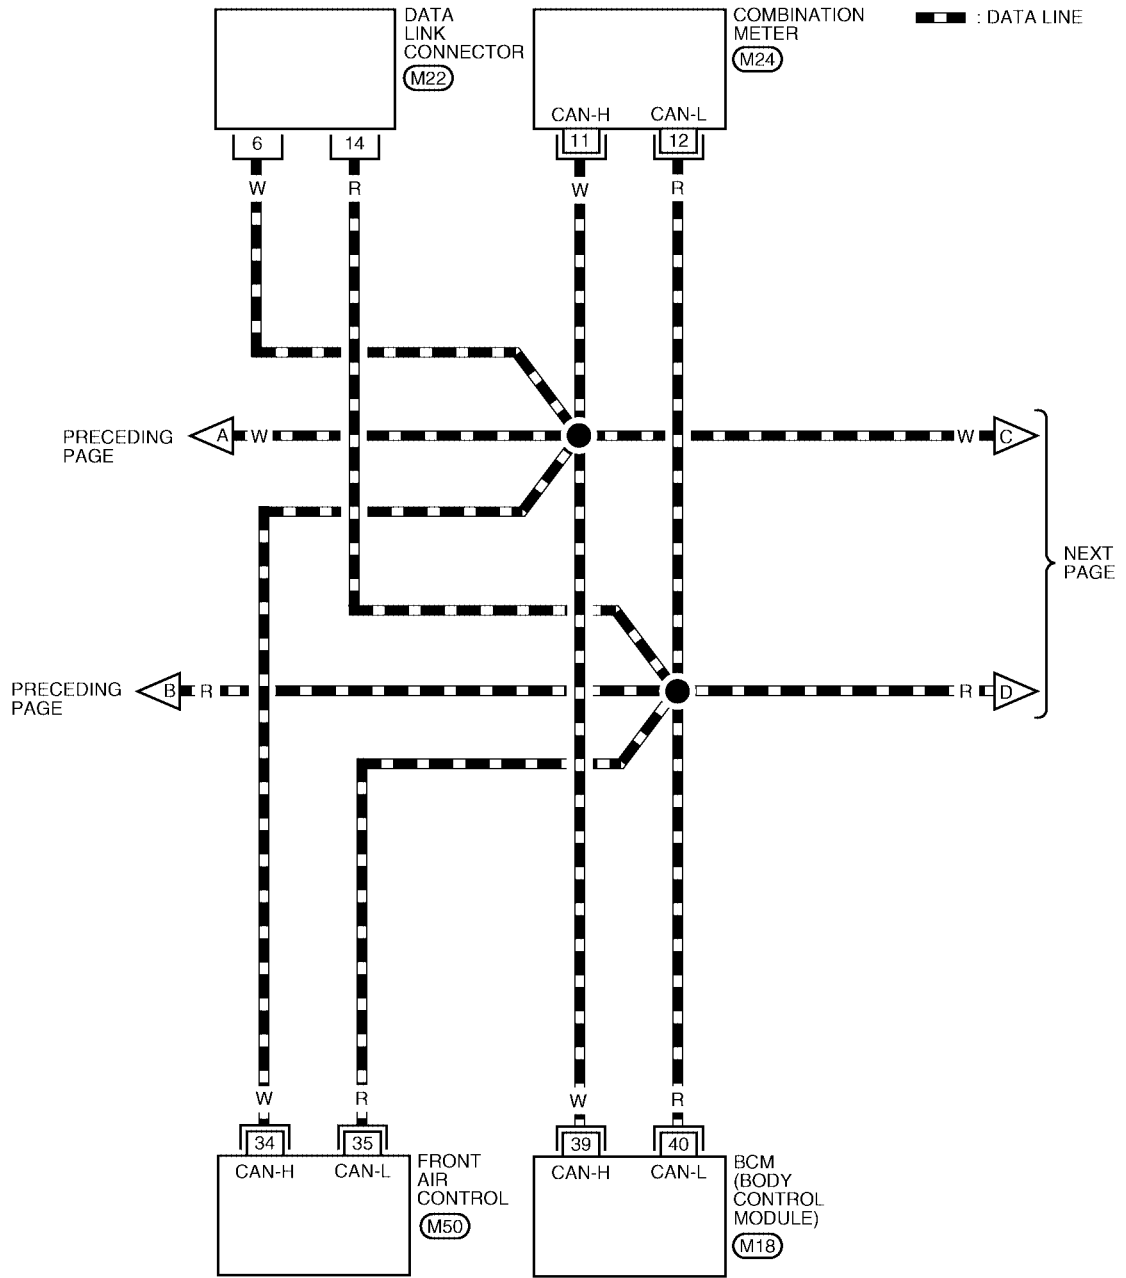 DATA
LINK
CONNECTOR
M22
COMBINATION
METER
M24
: DATA LINE
CAN-H CAN-L
6 14
11 12
W R
W R
PRECEDING
PAGE
A W
W C
NEXT
PAGE
PRECEDING
PAGE
B R
R D
W R
W R
34 35
39 40
CAN-H CAN-L
CAN-H CAN-L
FRONT
AIR
CONTROL
M50
BCM
(BODY
CONTROL
MODULE)
M18